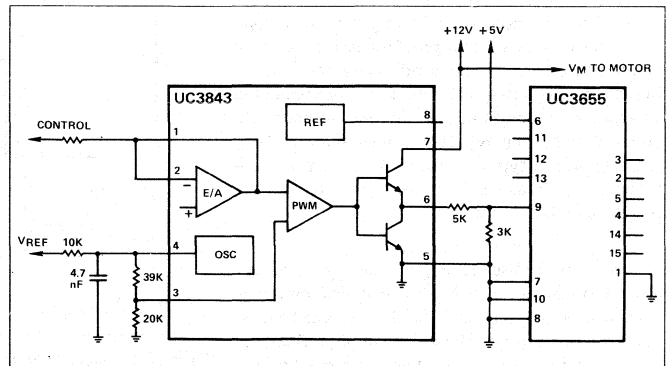 +12V +5V
VM TO MOTOR
UC3843
UC3655
REF
8
6
CONTROL
1
7
11
2
12
3
13
2
− E/A
+
PWM
6
9
5
5K
4
VREF 10K
4
OSC
3K
14
4.7
nF
39K
5
15
3
7
1
20K
10
8